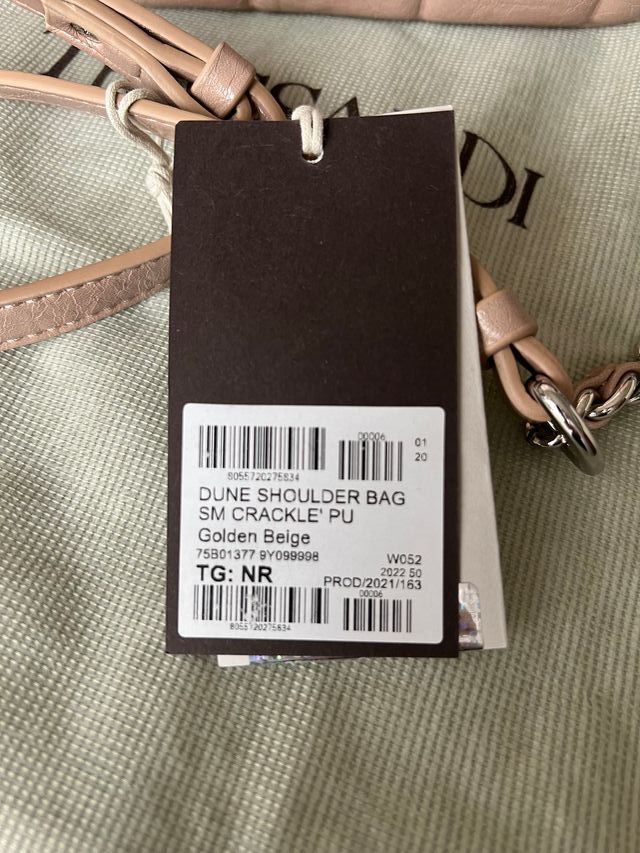 DI
00006
01
20
8055720275834
DUNE SHOULDER BAG
SM CRACKLE' PU
Golden Beige
75B01377 9Y099998
W052
2022 50
TG: NR
PROD/2021/163
00006
8055720275834